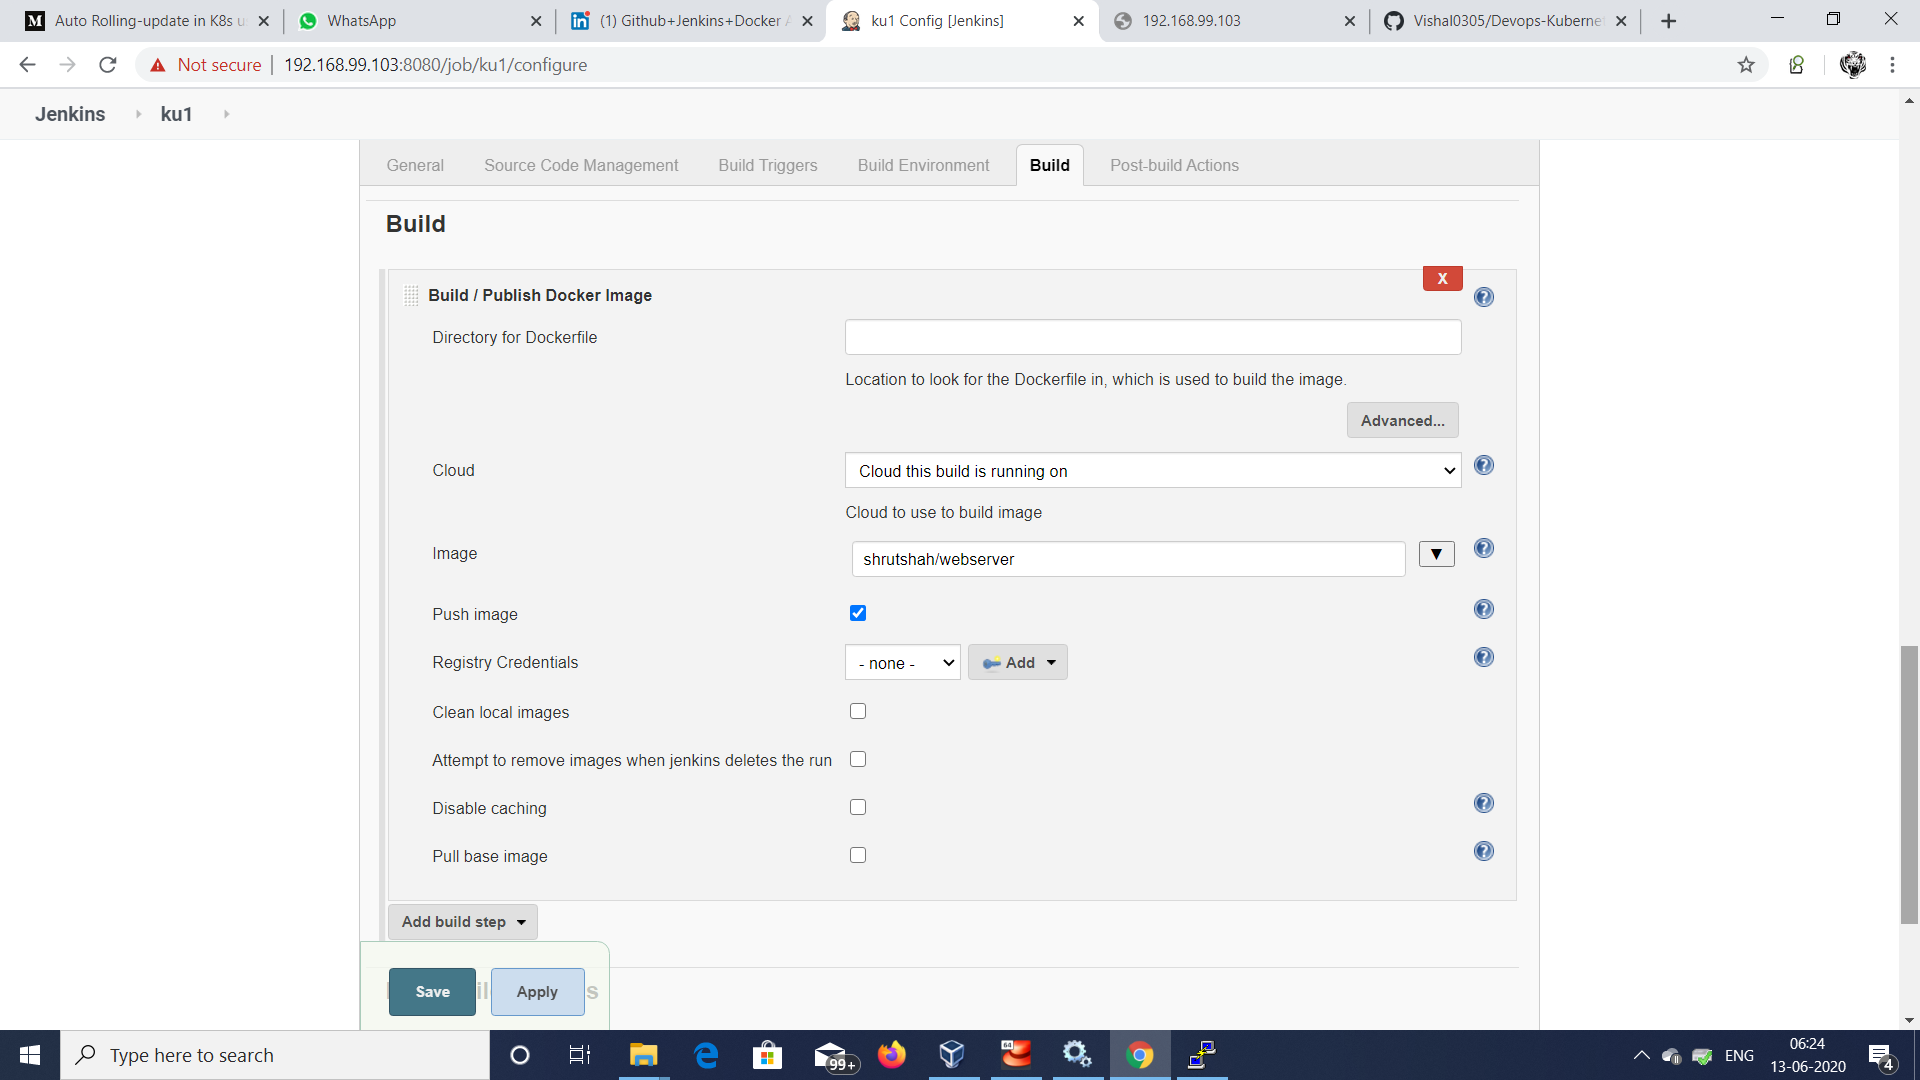 Auto Rolling-update in K8s u
WhatsApp
(1) Github+Jenkins+Docker A
ku1 Config [Jenkins]
192.168.99.103
Vishal0305/Devops-Kuberne
Not secure
192.168.99.103:8080/job/ku1/configure
Jenkins
ku1
General
Source Code Management
Build Triggers
Build Environment
Build
Post-build Actions
Build
X
Build / Publish Docker Image
Directory for Dockerfile
Location to look for the Dockerfile in, which is used to build the image.
Advanced...
Cloud
Cloud this build is running on
Cloud to use to build image
Image
shrutshah/webserver
Push image
Registry Credentials
- none -
Add
Clean local images
Attempt to remove images when jenkins deletes the run
Disable caching
Pull base image
Add build step
Save
Apply
Type here to search
99+
64
ENG
06:24
13-06-2020
4